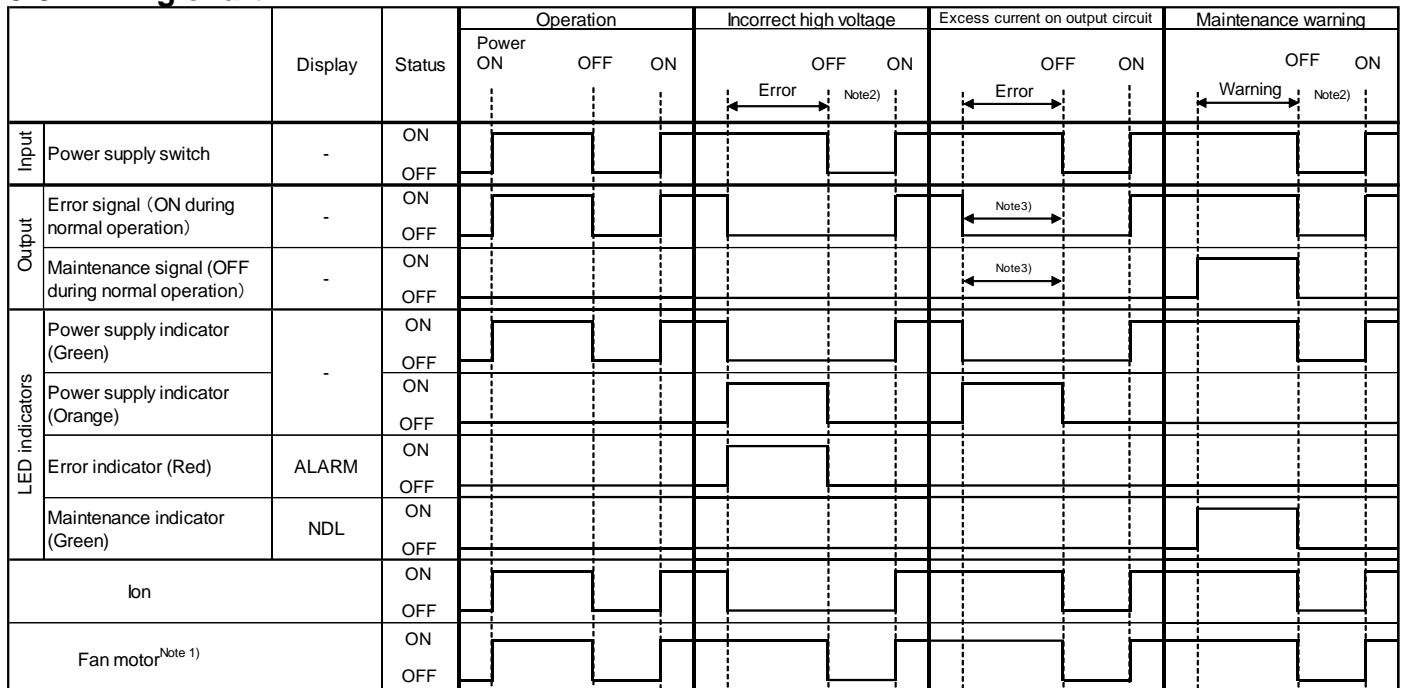 Operation Incorrect high voltage Excess current on output circuit Maintenance warning
Display Status
Power
ON OFF ON OFF ON OFF ON OFF ON
Error Note2) Error Warning Note2)
Input
Power supply switch - ON
OFF
Output
Error signal (ON during
normal operation) - ON
OFF
Note3)
Maintenance signal (OFF
during normal operation) - ON
OFF
Note3)
LED indicators
Power supply indicator
(Green) ON
OFF
-
Power supply indicator
(Orange) ON
OFF
Error indicator (Red) ALARM ON
OFF
Maintenance indicator
(Green) NDL ON
OFF
Ion ON
OFF
Fan motor Note 1) ON
OFF